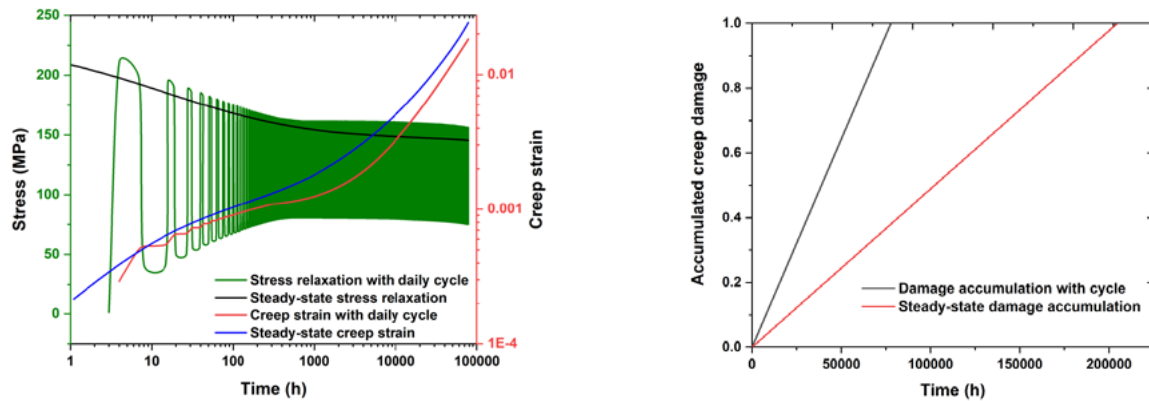 250
200
150
100
50
0
Stress (MPa)
1
10
100
1000
10000
100000
Time (h)
0.01
0.001
1E-4
Creep strain
Stress relaxation with daily cycle
Steady-state stress relaxation
Creep strain with daily cycle
Steady-state creep strain
1.0
0.8
0.6
0.4
0.2
0.0
Accumulated creep damage
0
50000
100000
150000
200000
Time (h)
Damage accumulation with cycle
Steady-state damage accumulation